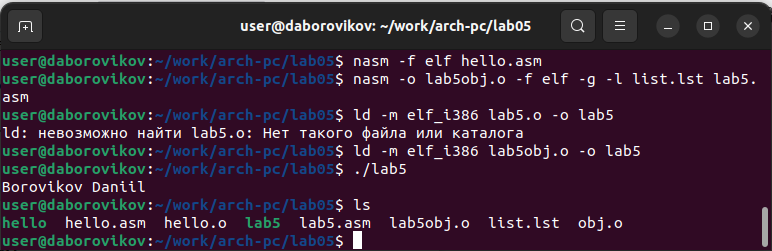 user@daborovikov: ~/work/arch-pc/lab05
user@daborovikov:~/work/arch-pc/lab05$ nasm -f elf hello.asm
user@daborovikov:~/work/arch-pc/lab05$ nasm -o lab5obj.o -f elf -g -l list.lst lab5.
asm
user@daborovikov:~/work/arch-pc/lab05$ ld -m elf_i386 lab5.o -o lab5
ld: невозможно найти lab5.o: Нет такого файла или каталога
user@daborovikov:~/work/arch-pc/lab05$ ld -m elf_i386 lab5obj.o -o lab5
user@daborovikov:~/work/arch-pc/lab05$ ./lab5
Borovikov Daniil
user@daborovikov:~/work/arch-pc/lab05$ ls
hello  hello.asm  hello.o  lab5  lab5.asm  lab5obj.o  list.lst  obj.o
user@daborovikov:~/work/arch-pc/lab05$